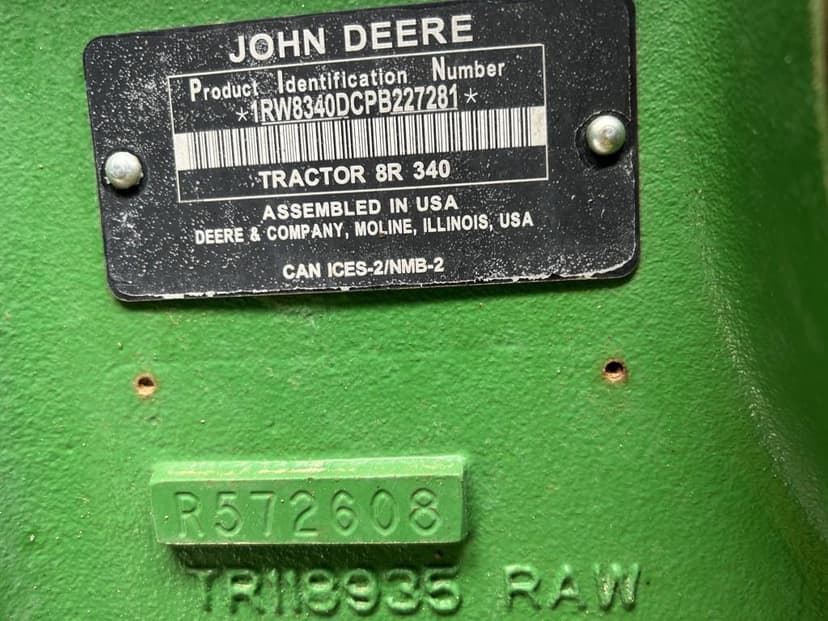 JOHN DEERE
Product Identification Number
*1RW8340DCPB227281*
TRACTOR 8R 340
ASSEMBLED IN USA
DEERE & COMPANY, MOLINE, ILLINOIS, USA
CAN ICES-2/NMB-2
R572608
TR118935 RAW